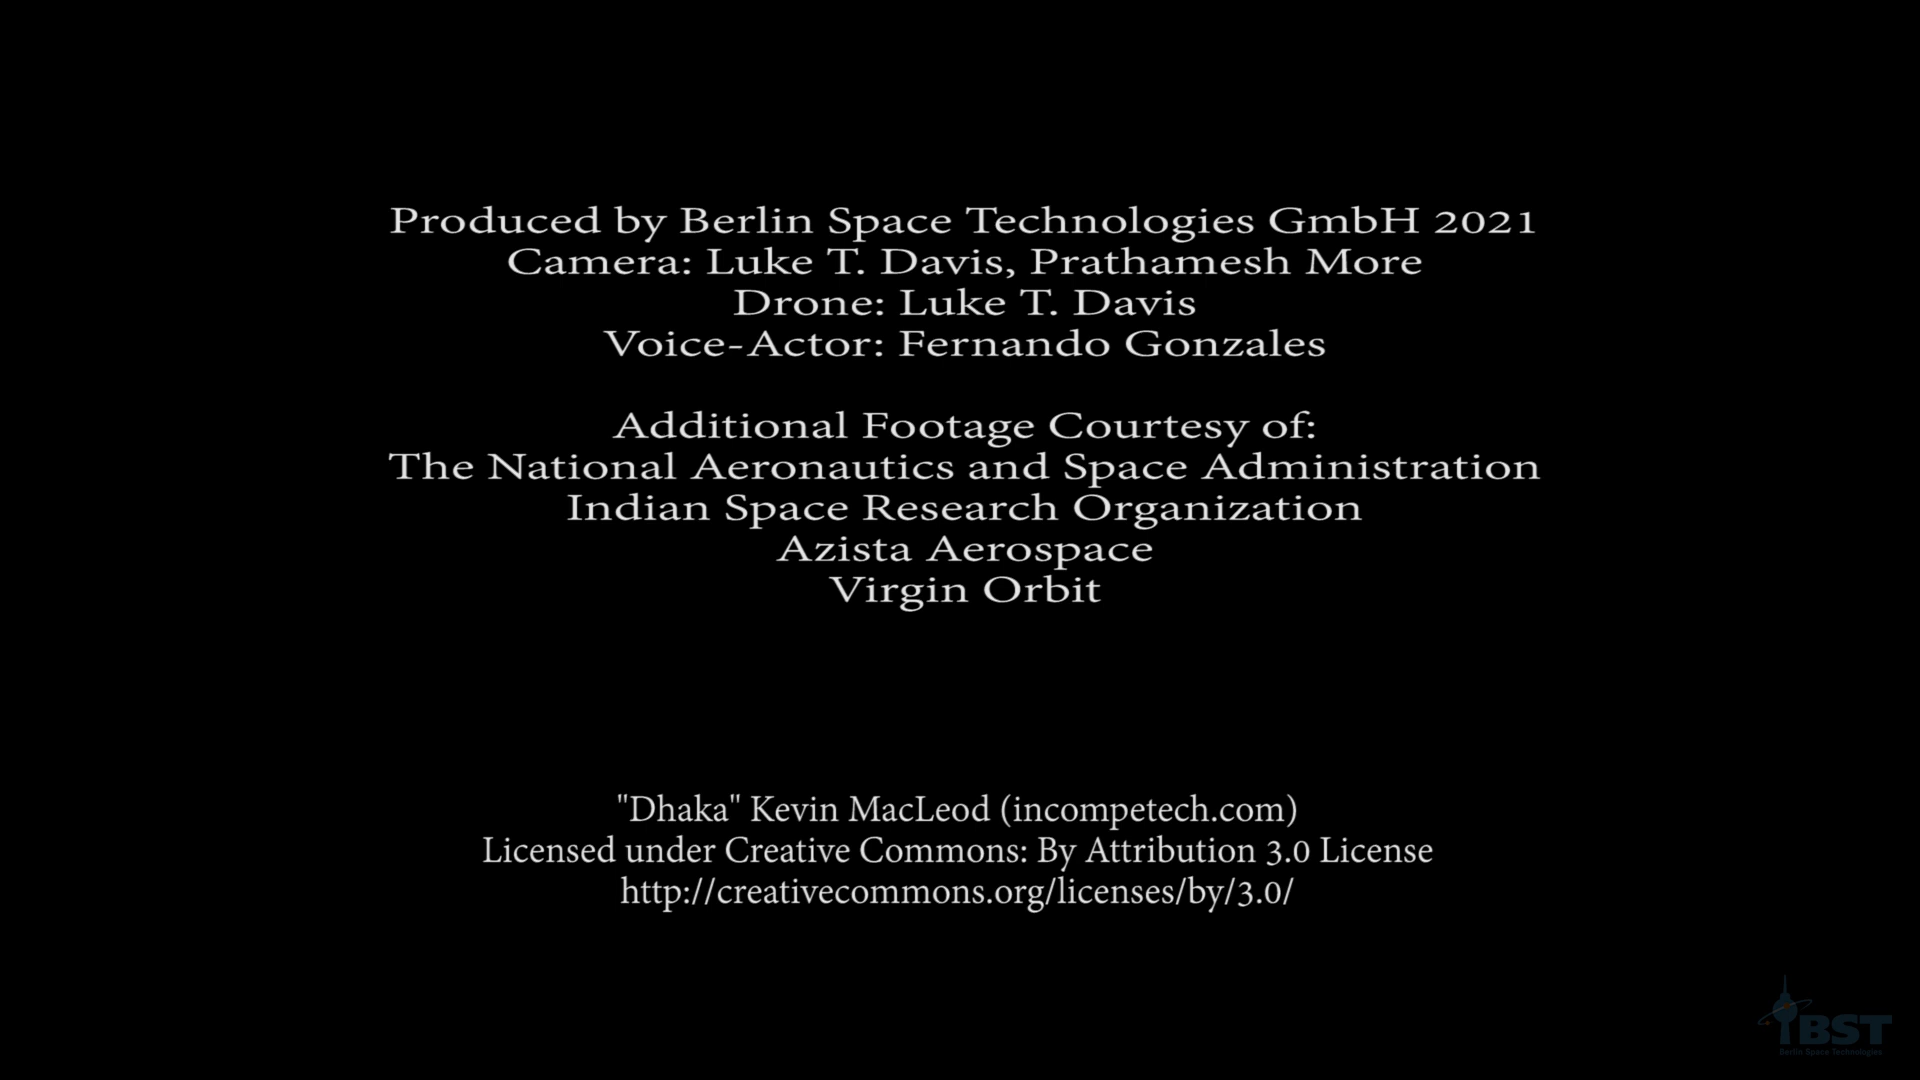 Produced by Berlin Space Technologies GmbH 2021
Camera: Luke T. Davis, Prathamesh More
Drone: Luke T. Davis
Voice-Actor: Fernando Gonzales
Additional Footage Courtesy of:
The National Aeronautics and Space Administration
Indian Space Research Organization
Azista Aerospace
Virgin Orbit
"Dhaka" Kevin MacLeod (incompetech.com)
Licensed under Creative Commons: By Attribution 3.0 License
http://creativecommons.org/licenses/by/3.0/
BST
Berlin Space Technologies